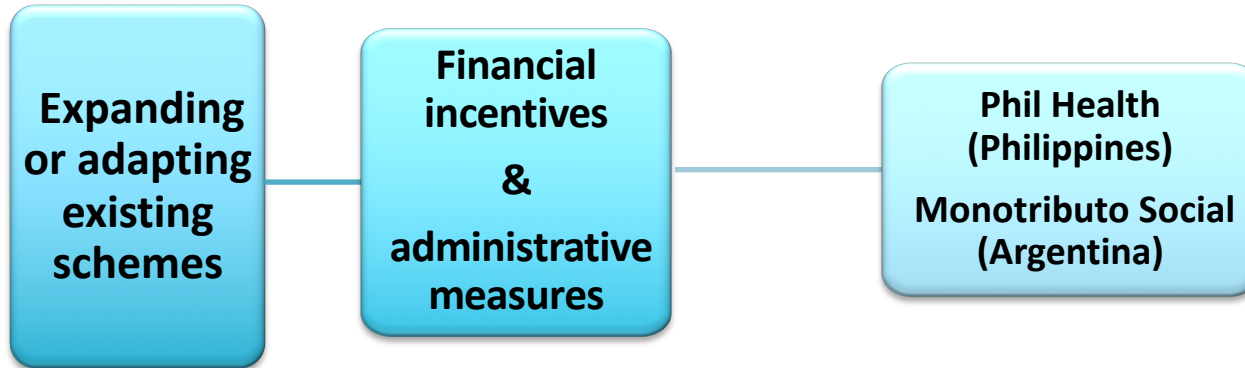 Expanding
or adapting
existing
schemes
Financial
incentives
&
administrative
measures
Phil Health
(Philippines)
Monotributo Social
(Argentina)